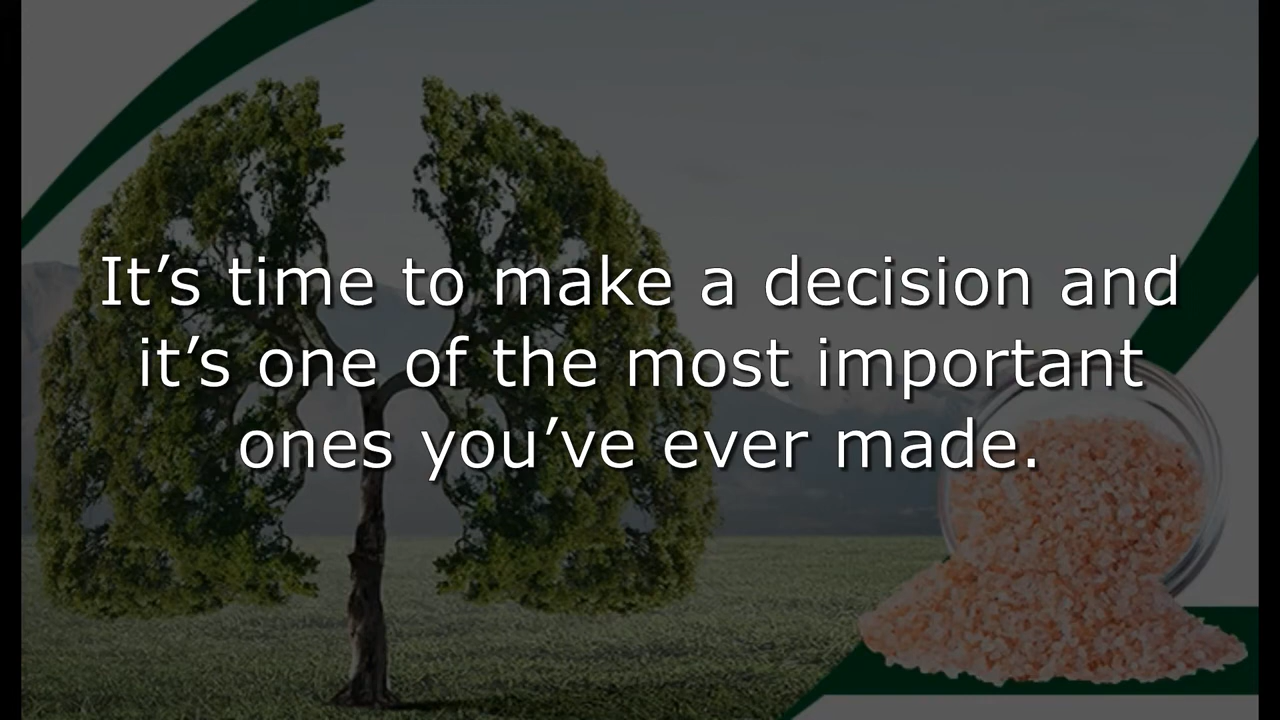 It’s time to make a decision and
it’s one of the most important
ones you’ve ever made.